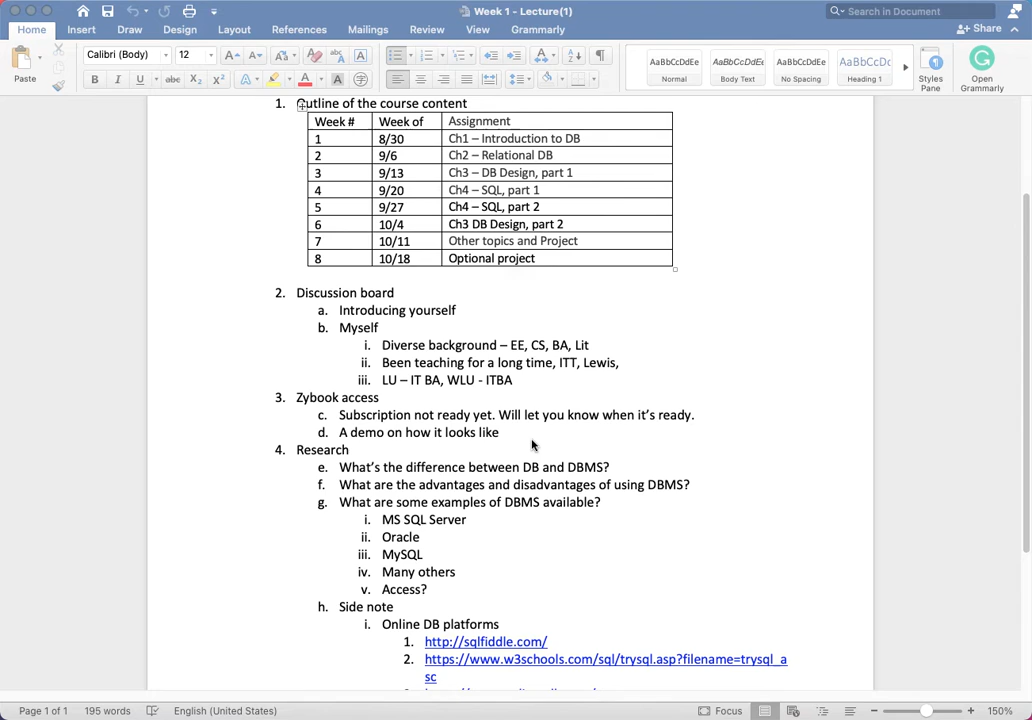 Week 1 - Lecture(1)
Search in Document
Home Insert Draw Design Layout References Mailings Review View Grammarly Share
Paste
Calibri (Body) 12
AaBbCcDdEe AaBbCcDdEe AaBbCcDdEe AaBbCcDc
Normal Body Text No Spacing Heading 1 Styles Pane Open Grammarly
1. Outline of the course content
Week # Week of Assignment
1 8/30 Ch1 – Introduction to DB
2 9/6 Ch2 – Relational DB
3 9/13 Ch3 – DB Design, part 1
4 9/20 Ch4 – SQL, part 1
5 9/27 Ch4 – SQL, part 2
6 10/4 Ch3 DB Design, part 2
7 10/11 Other topics and Project
8 10/18 Optional project
2. Discussion board
a. Introducing yourself
b. Myself
i. Diverse background – EE, CS, BA, Lit
ii. Been teaching for a long time, ITT, Lewis,
iii. LU – IT BA, WLU - ITBA
3. Zybook access
c. Subscription not ready yet. Will let you know when it's ready.
d. A demo on how it looks like
4. Research
e. What's the difference between DB and DBMS?
f. What are the advantages and disadvantages of using DBMS?
g. What are some examples of DBMS available?
i. MS SQL Server
ii. Oracle
iii. MySQL
iv. Many others
v. Access?
h. Side note
i. Online DB platforms
1. http://sqlfiddle.com/
2. https://www.w3schools.com/sql/trysql.asp?filename=trysql_a
sc
Page 1 of 1 195 words English (United States) Focus 150%